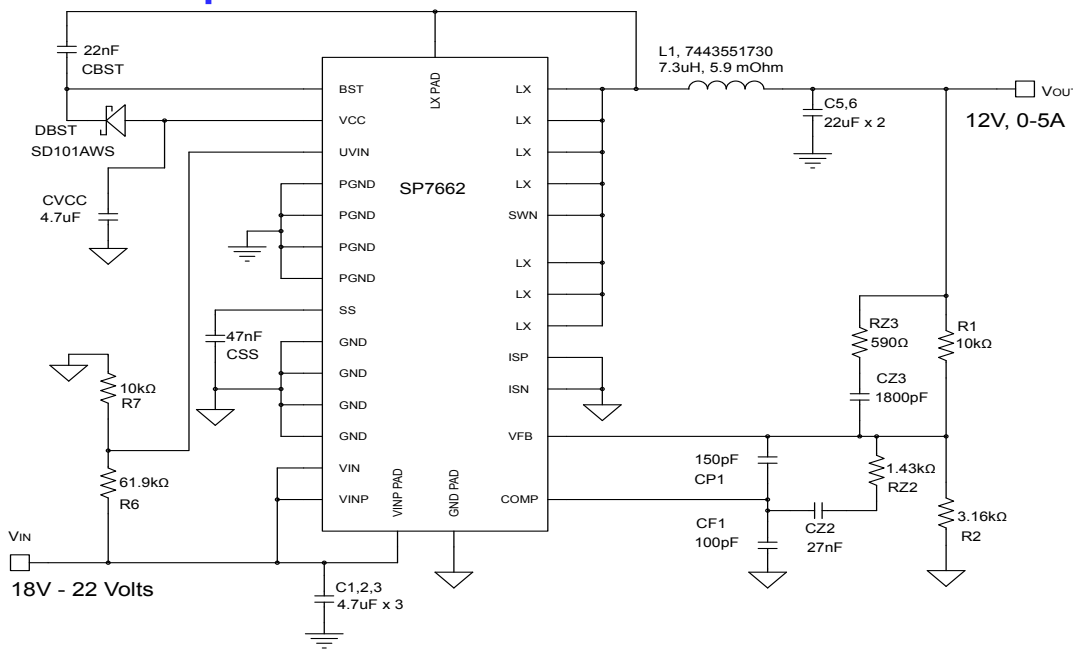 22nF
CBST
DBST
SD101AWS
CVCC
4.7uF
47nF
CSS
10kΩ
R7
61.9kΩ
R6
VIN
18V - 22 Volts
C1,2,3
4.7uF x 3
SP7662
LX PAD
BST
VCC
UVIN
PGND
PGND
PGND
PGND
SS
GND
GND
GND
GND
VIN
VINP
VINP PAD
GND PAD
LX
LX
LX
LX
SWN
LX
LX
LX
ISP
ISN
VFB
COMP
L1, 7443551730
7.3uH, 5.9 mOhm
C5,6
22uF x 2
VOUT
12V, 0-5A
RZ3
590Ω
CZ3
1800pF
R1
10kΩ
150pF
CP1
1.43kΩ
RZ2
CF1
100pF
CZ2
27nF
3.16kΩ
R2